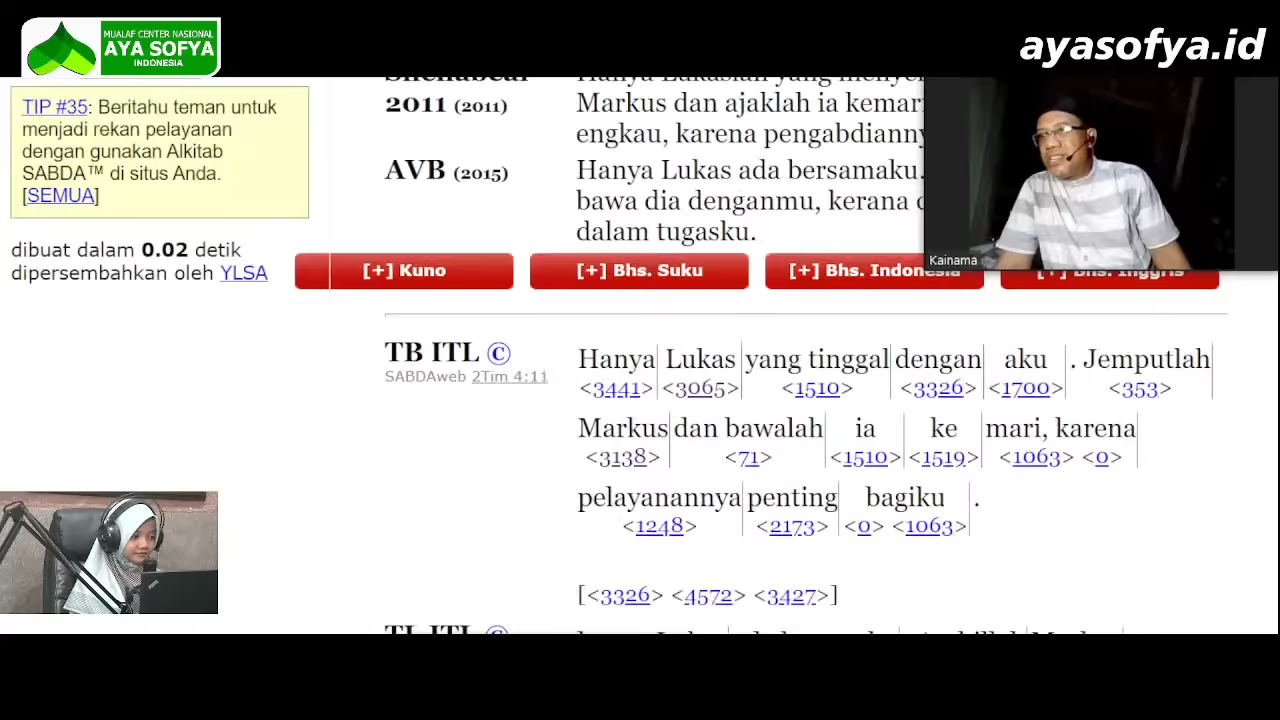 MUALAF CENTER NASIONAL
AYA SOFYA
INDONESIA
ayasofya.id
TIP #35: Beritahu teman untuk
menjadi rekan pelayanan
dengan gunakan Alkitab
SABDA™ di situs Anda.
[SEMUA]
dibuat dalam 0.02 detik
dipersembahkan oleh YLSA
2011 (2011)
Markus dan ajaklah ia kemari
engkau, karena pengabdianny
AVB (2015)
Hanya Lukas ada bersamaku.
bawa dia denganmu, kerana
dalam tugasku.
Kainama
[+] Kuno
[+] Bhs. Suku
[+] Bhs. Indonesia
[+] Bhs. Inggris
TB ITL ©
SABDAweb 2Tim 4:11
Hanya Lukas yang tinggal dengan aku . Jemputlah
<3441> <3065> <1510> <3326> <1700> <353>
Markus dan bawalah ia ke mari, karena
<3138> <71> <1510> <1519> <1063> <0>
pelayanannya penting bagiku .
<1248> <2173> <0> <1063>
[<3326> <4572> <3427>]